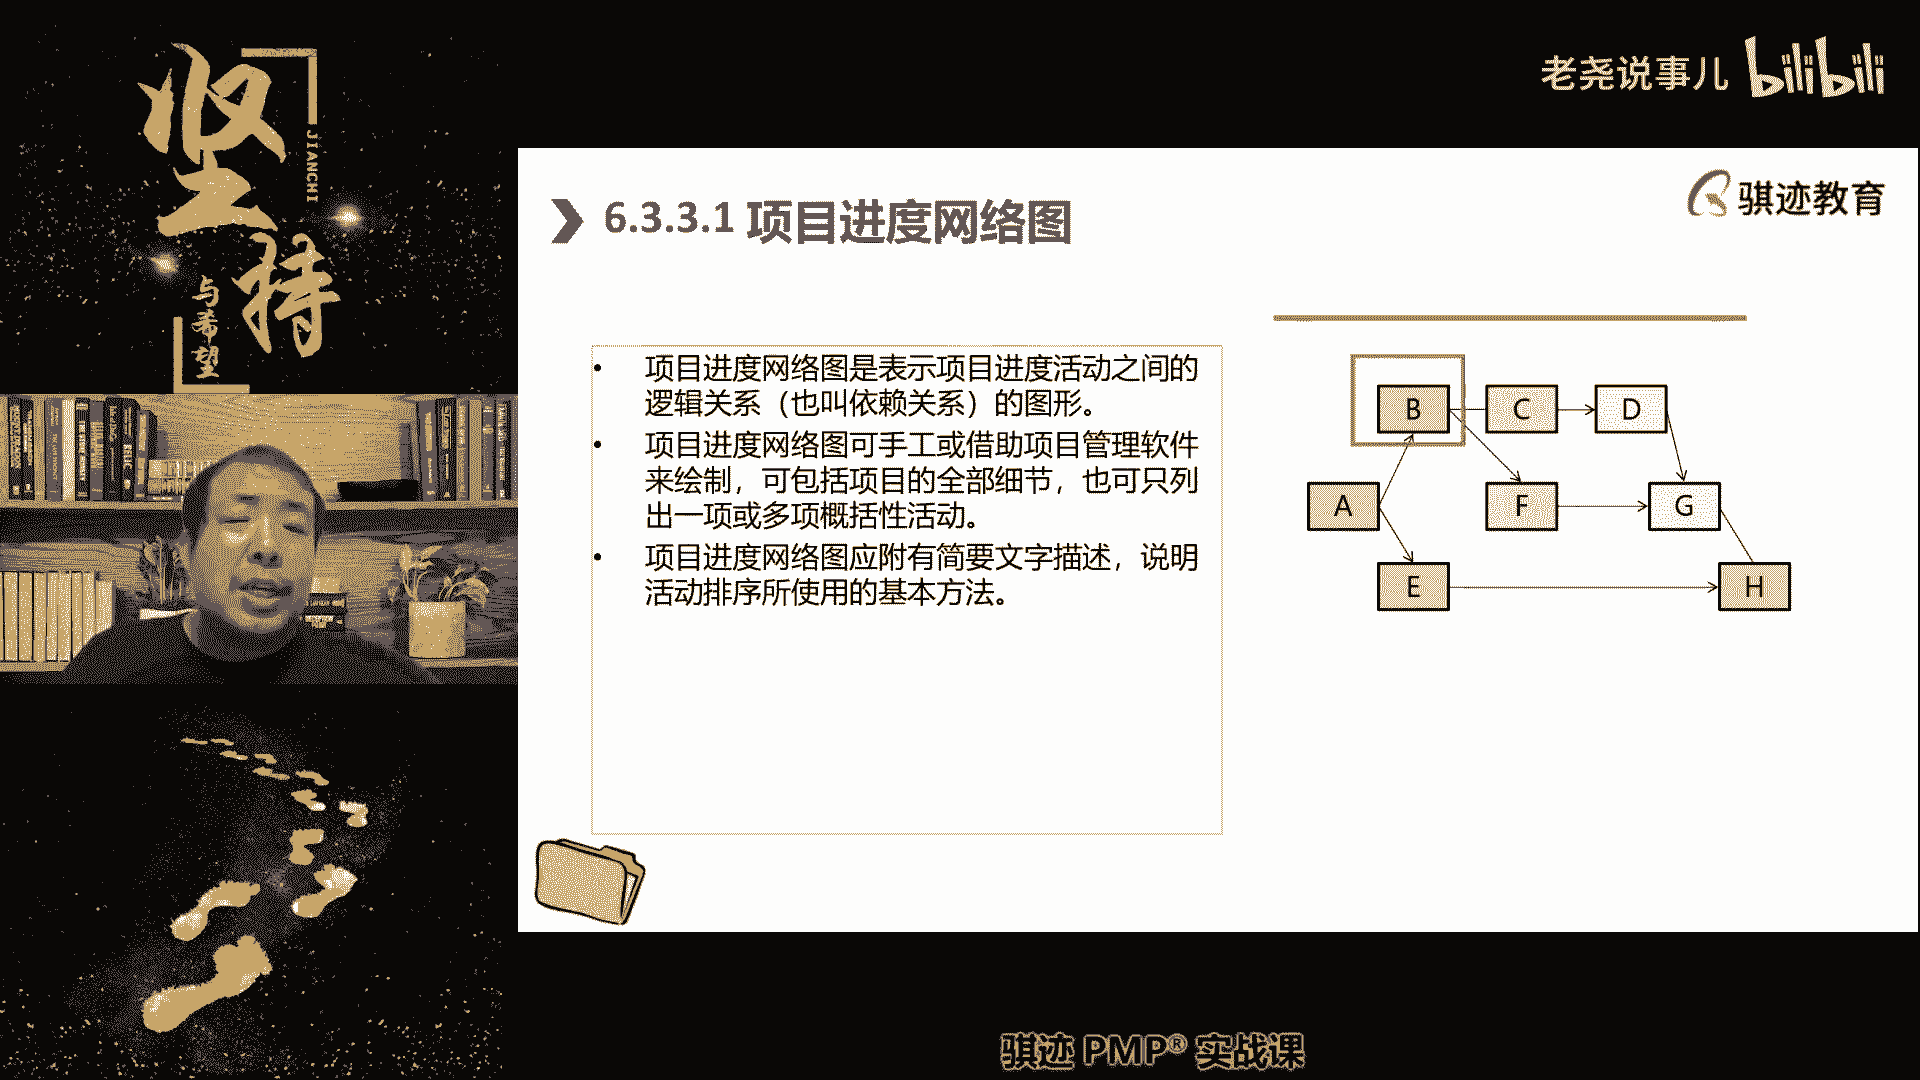 坚持
JIANCHI
与希望
老尧说事儿 bilibili
骐迹教育
6.3.3.1 项目进度网络图
• 项目进度网络图是表示项目进度活动之间的
逻辑关系（也叫依赖关系）的图形。
• 项目进度网络图可手工或借助项目管理软件
来绘制，可包括项目的全部细节，也可只列
出一项或多项概括性活动。
• 项目进度网络图应附有简要文字描述，说明
活动排序所使用的基本方法。
B C D
A F G
E H
骐迹 PMP® 实战课